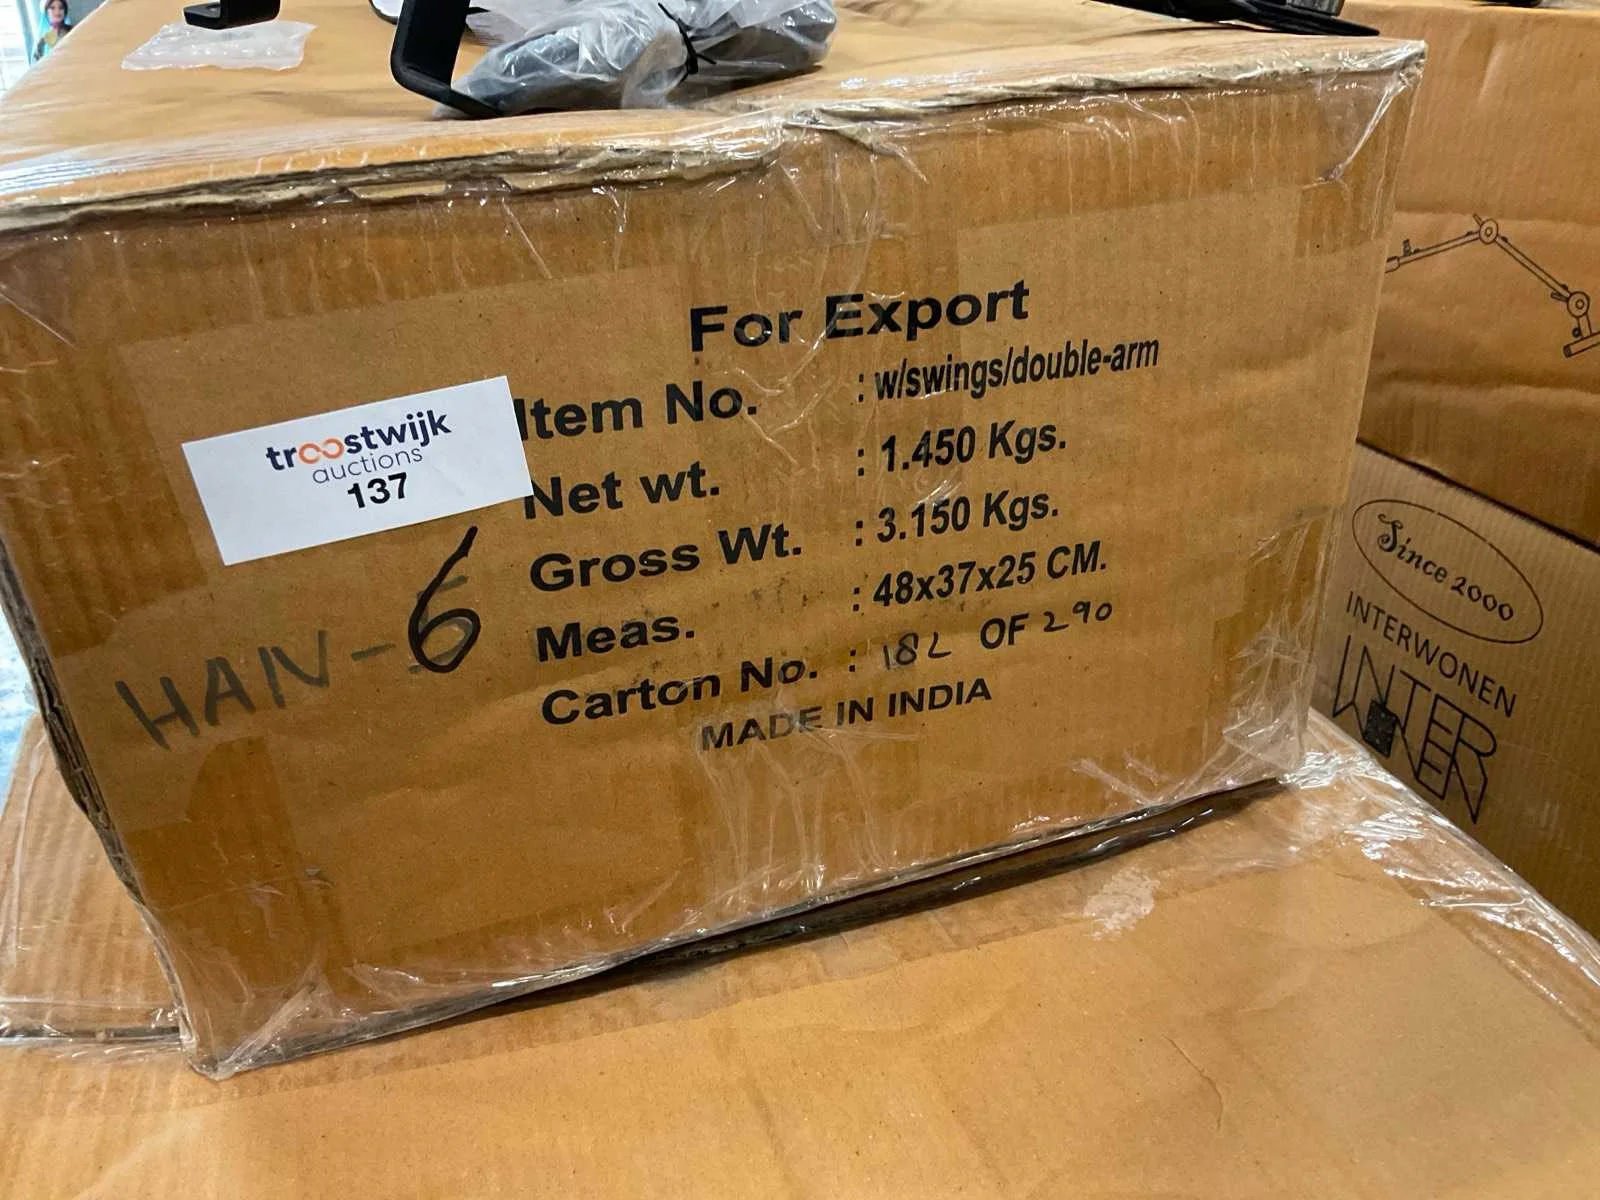 For Export
Item No. : w/swings/double-arm
Net wt. : 1.450 Kgs.
Gross Wt. : 3.150 Kgs.
Meas. : 48x37x25 CM.
Carton No. : 182 OF 290
MADE IN INDIA
troostwijk
auctions
137
HAN-6
Since 2000
INTERWONEN
INTER
WONEN